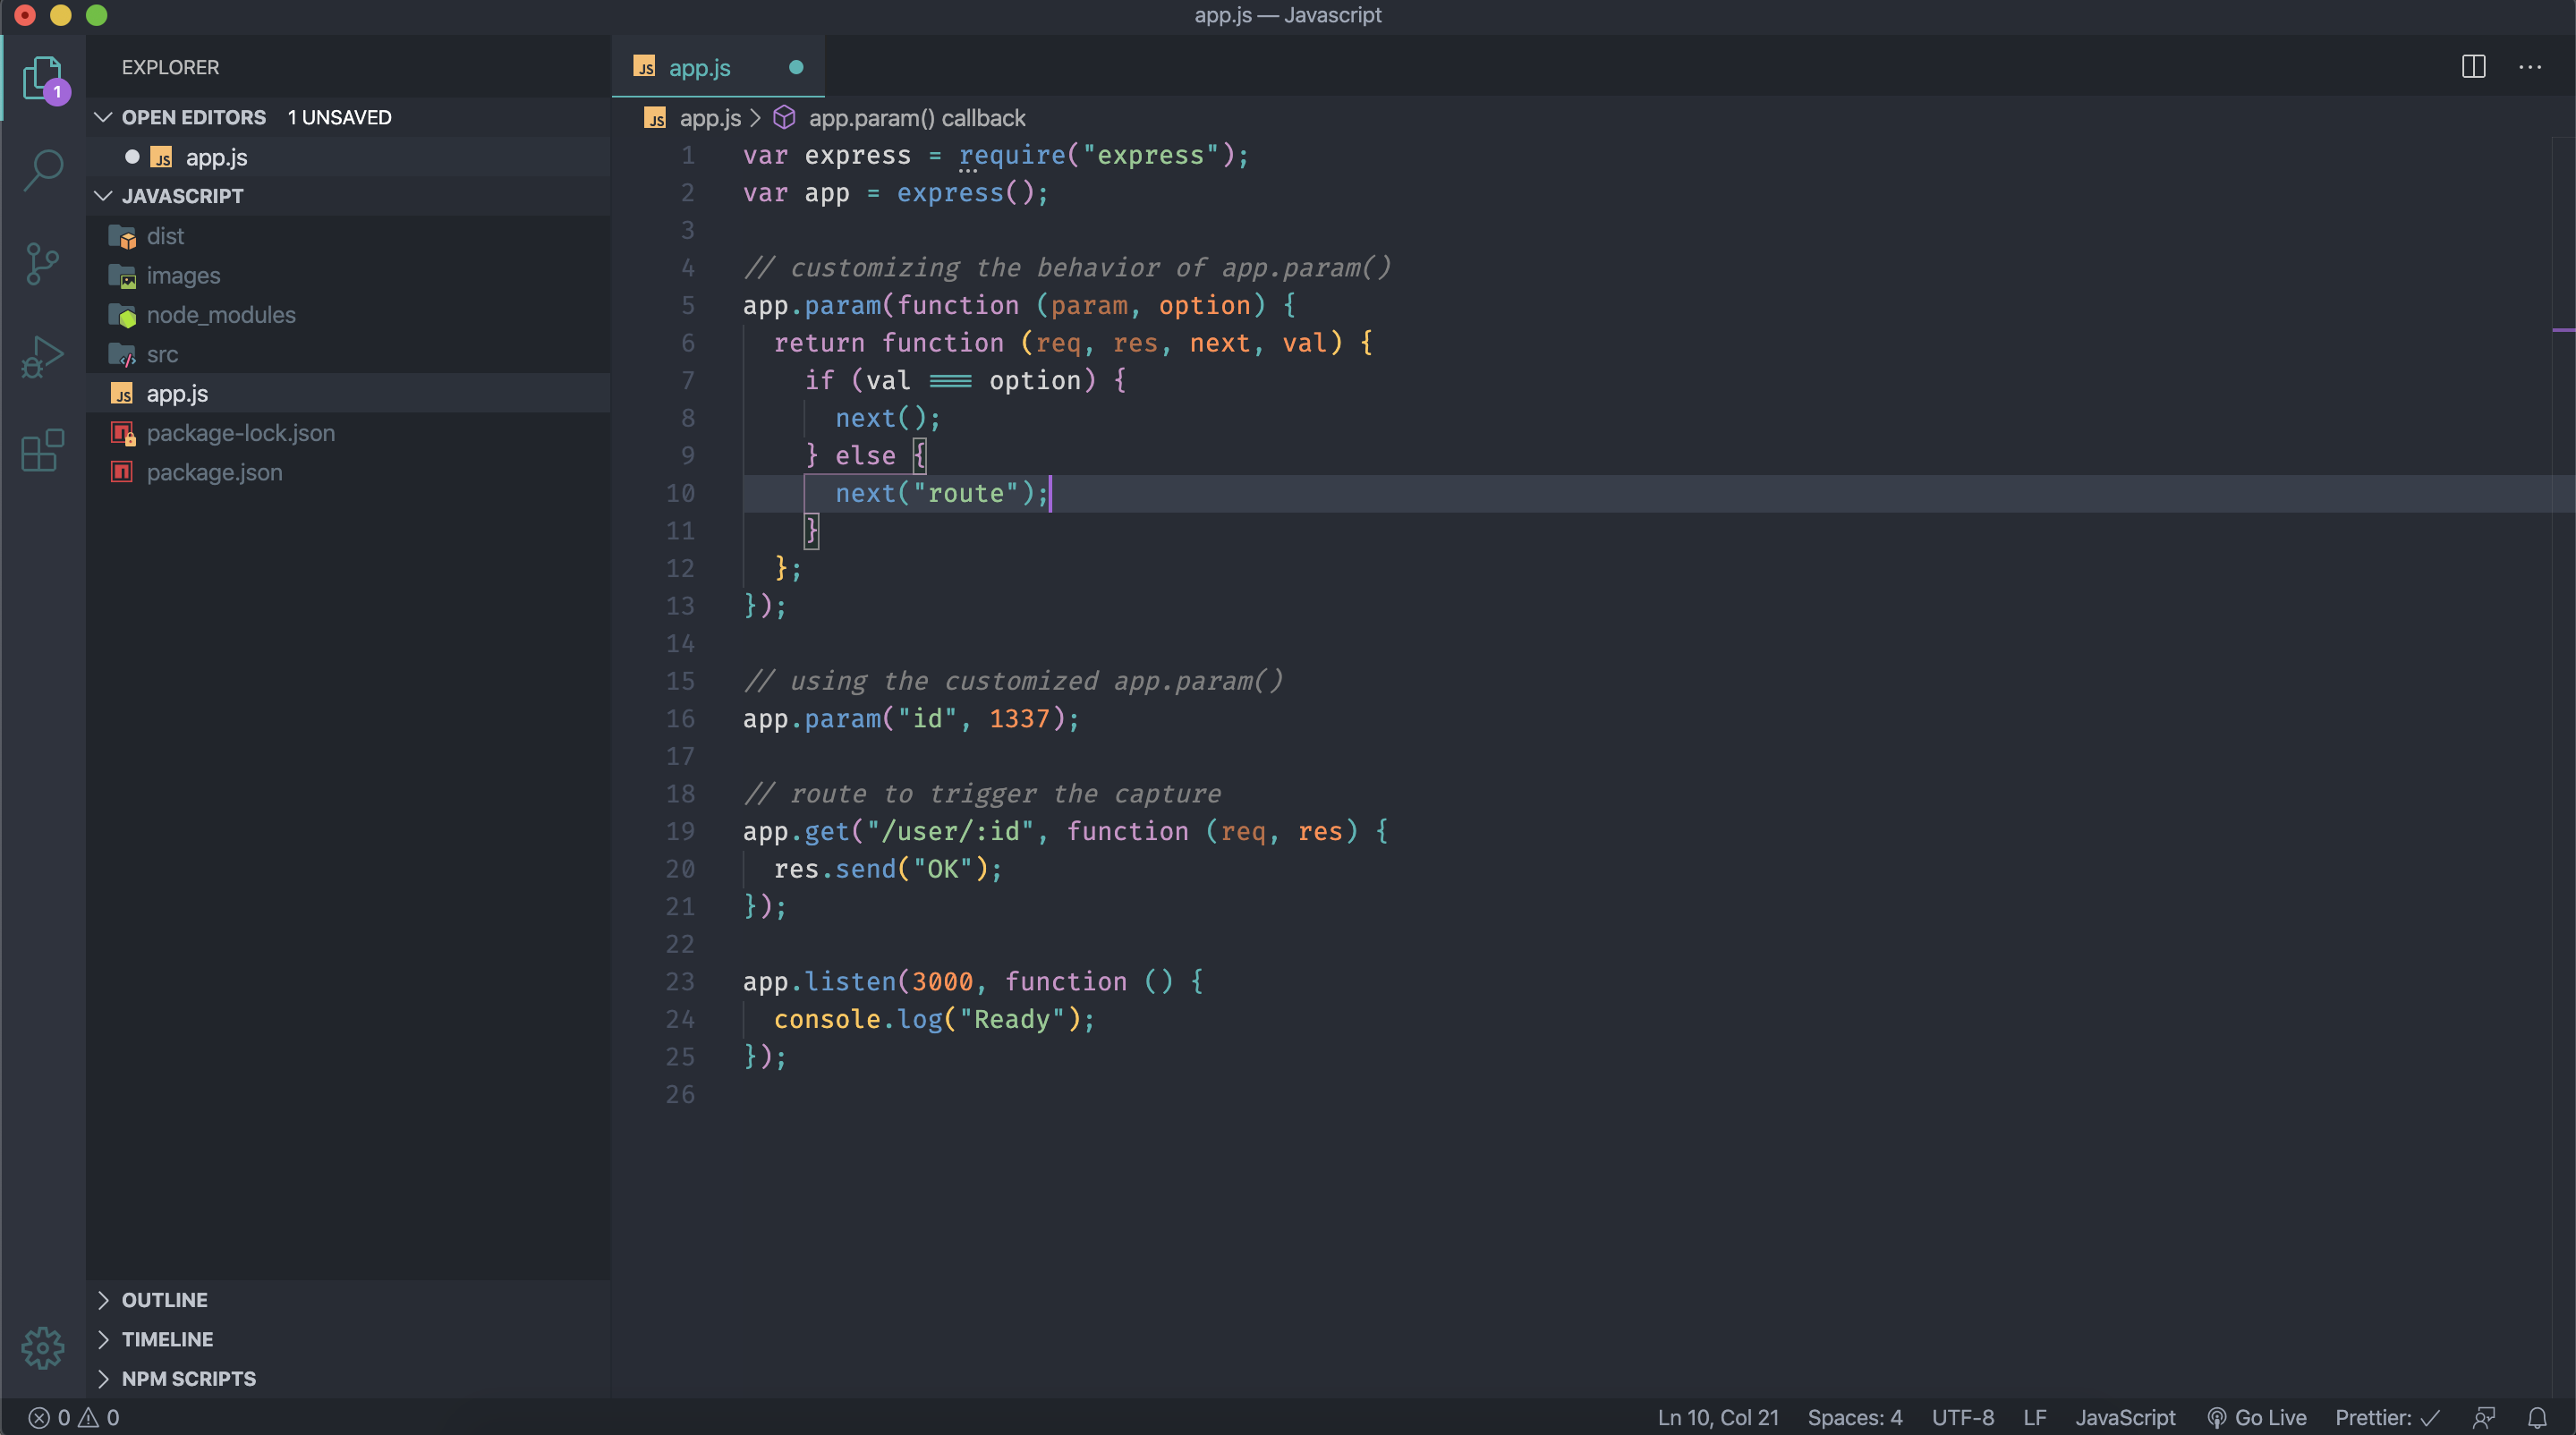 app.js — Javascript
EXPLORER
1
OPEN EDITORS 1 UNSAVED
JS app.js
JAVASCRIPT
dist
images
node_modules
src
JS app.js
package-lock.json
package.json
OUTLINE
TIMELINE
NPM SCRIPTS
JS app.js
JS app.js > app.param() callback
1 var express = require("express");
2 var app = express();
3
4 // customizing the behavior of app.param()
5 app.param(function (param, option) {
6 return function (req, res, next, val) {
7 if (val === option) {
8 next();
9 } else {
10 next("route");
11 }
12 };
13 });
14
15 // using the customized app.param()
16 app.param("id", 1337);
17
18 // route to trigger the capture
19 app.get("/user/:id", function (req, res) {
20 res.send("OK");
21 });
22
23 app.listen(3000, function () {
24 console.log("Ready");
25 });
26
0 0 Ln 10, Col 21 Spaces: 4 UTF-8 LF JavaScript Go Live Prettier: ✓